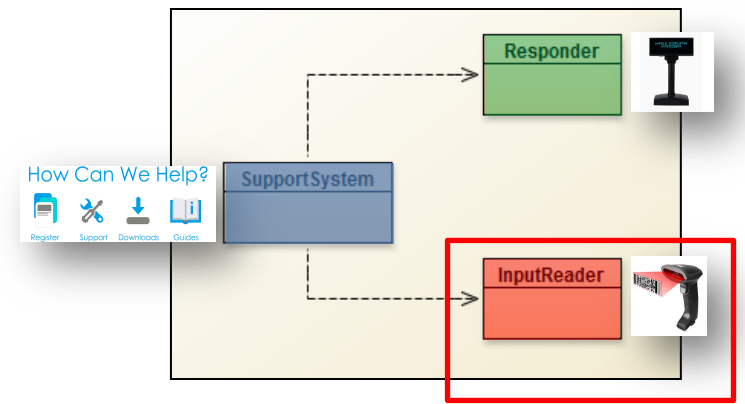 Responder
How Can We Help?
Register Support Downloads Guides
SupportSystem
InputReader